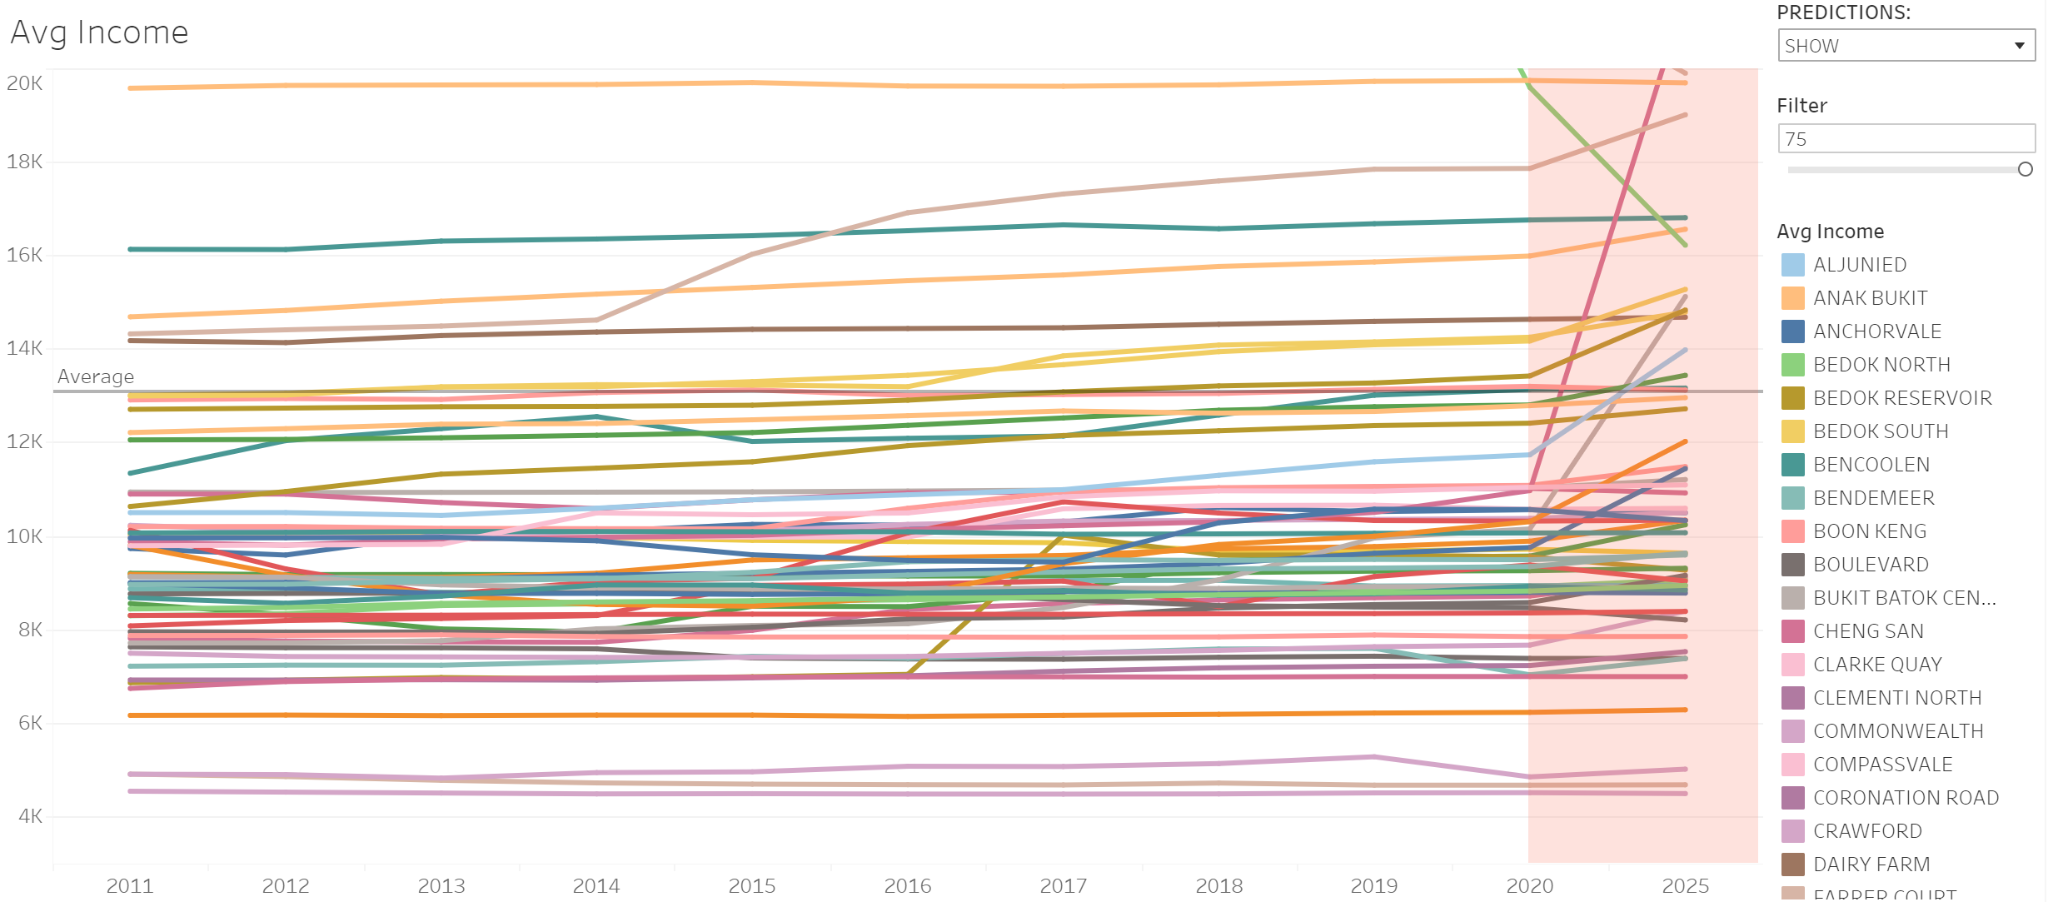 Avg Income
PREDICTIONS:
SHOW
Filter
75
20K
18K
16K
14K
Average
12K
10K
8K
6K
4K
2011 2012 2013 2014 2015 2016 2017 2018 2019 2020 2025
Avg Income
ALJUNIED
ANAK BUKIT
ANCHORVALE
BEDOK NORTH
BEDOK RESERVOIR
BEDOK SOUTH
BENCOOLEN
BENDEMEER
BOON KENG
BOULEVARD
BUKIT BATOK CEN...
CHENG SAN
CLARKE QUAY
CLEMENTI NORTH
COMMONWEALTH
COMPASSVALE
CORONATION ROAD
CRAWFORD
DAIRY FARM
FARRER COURT